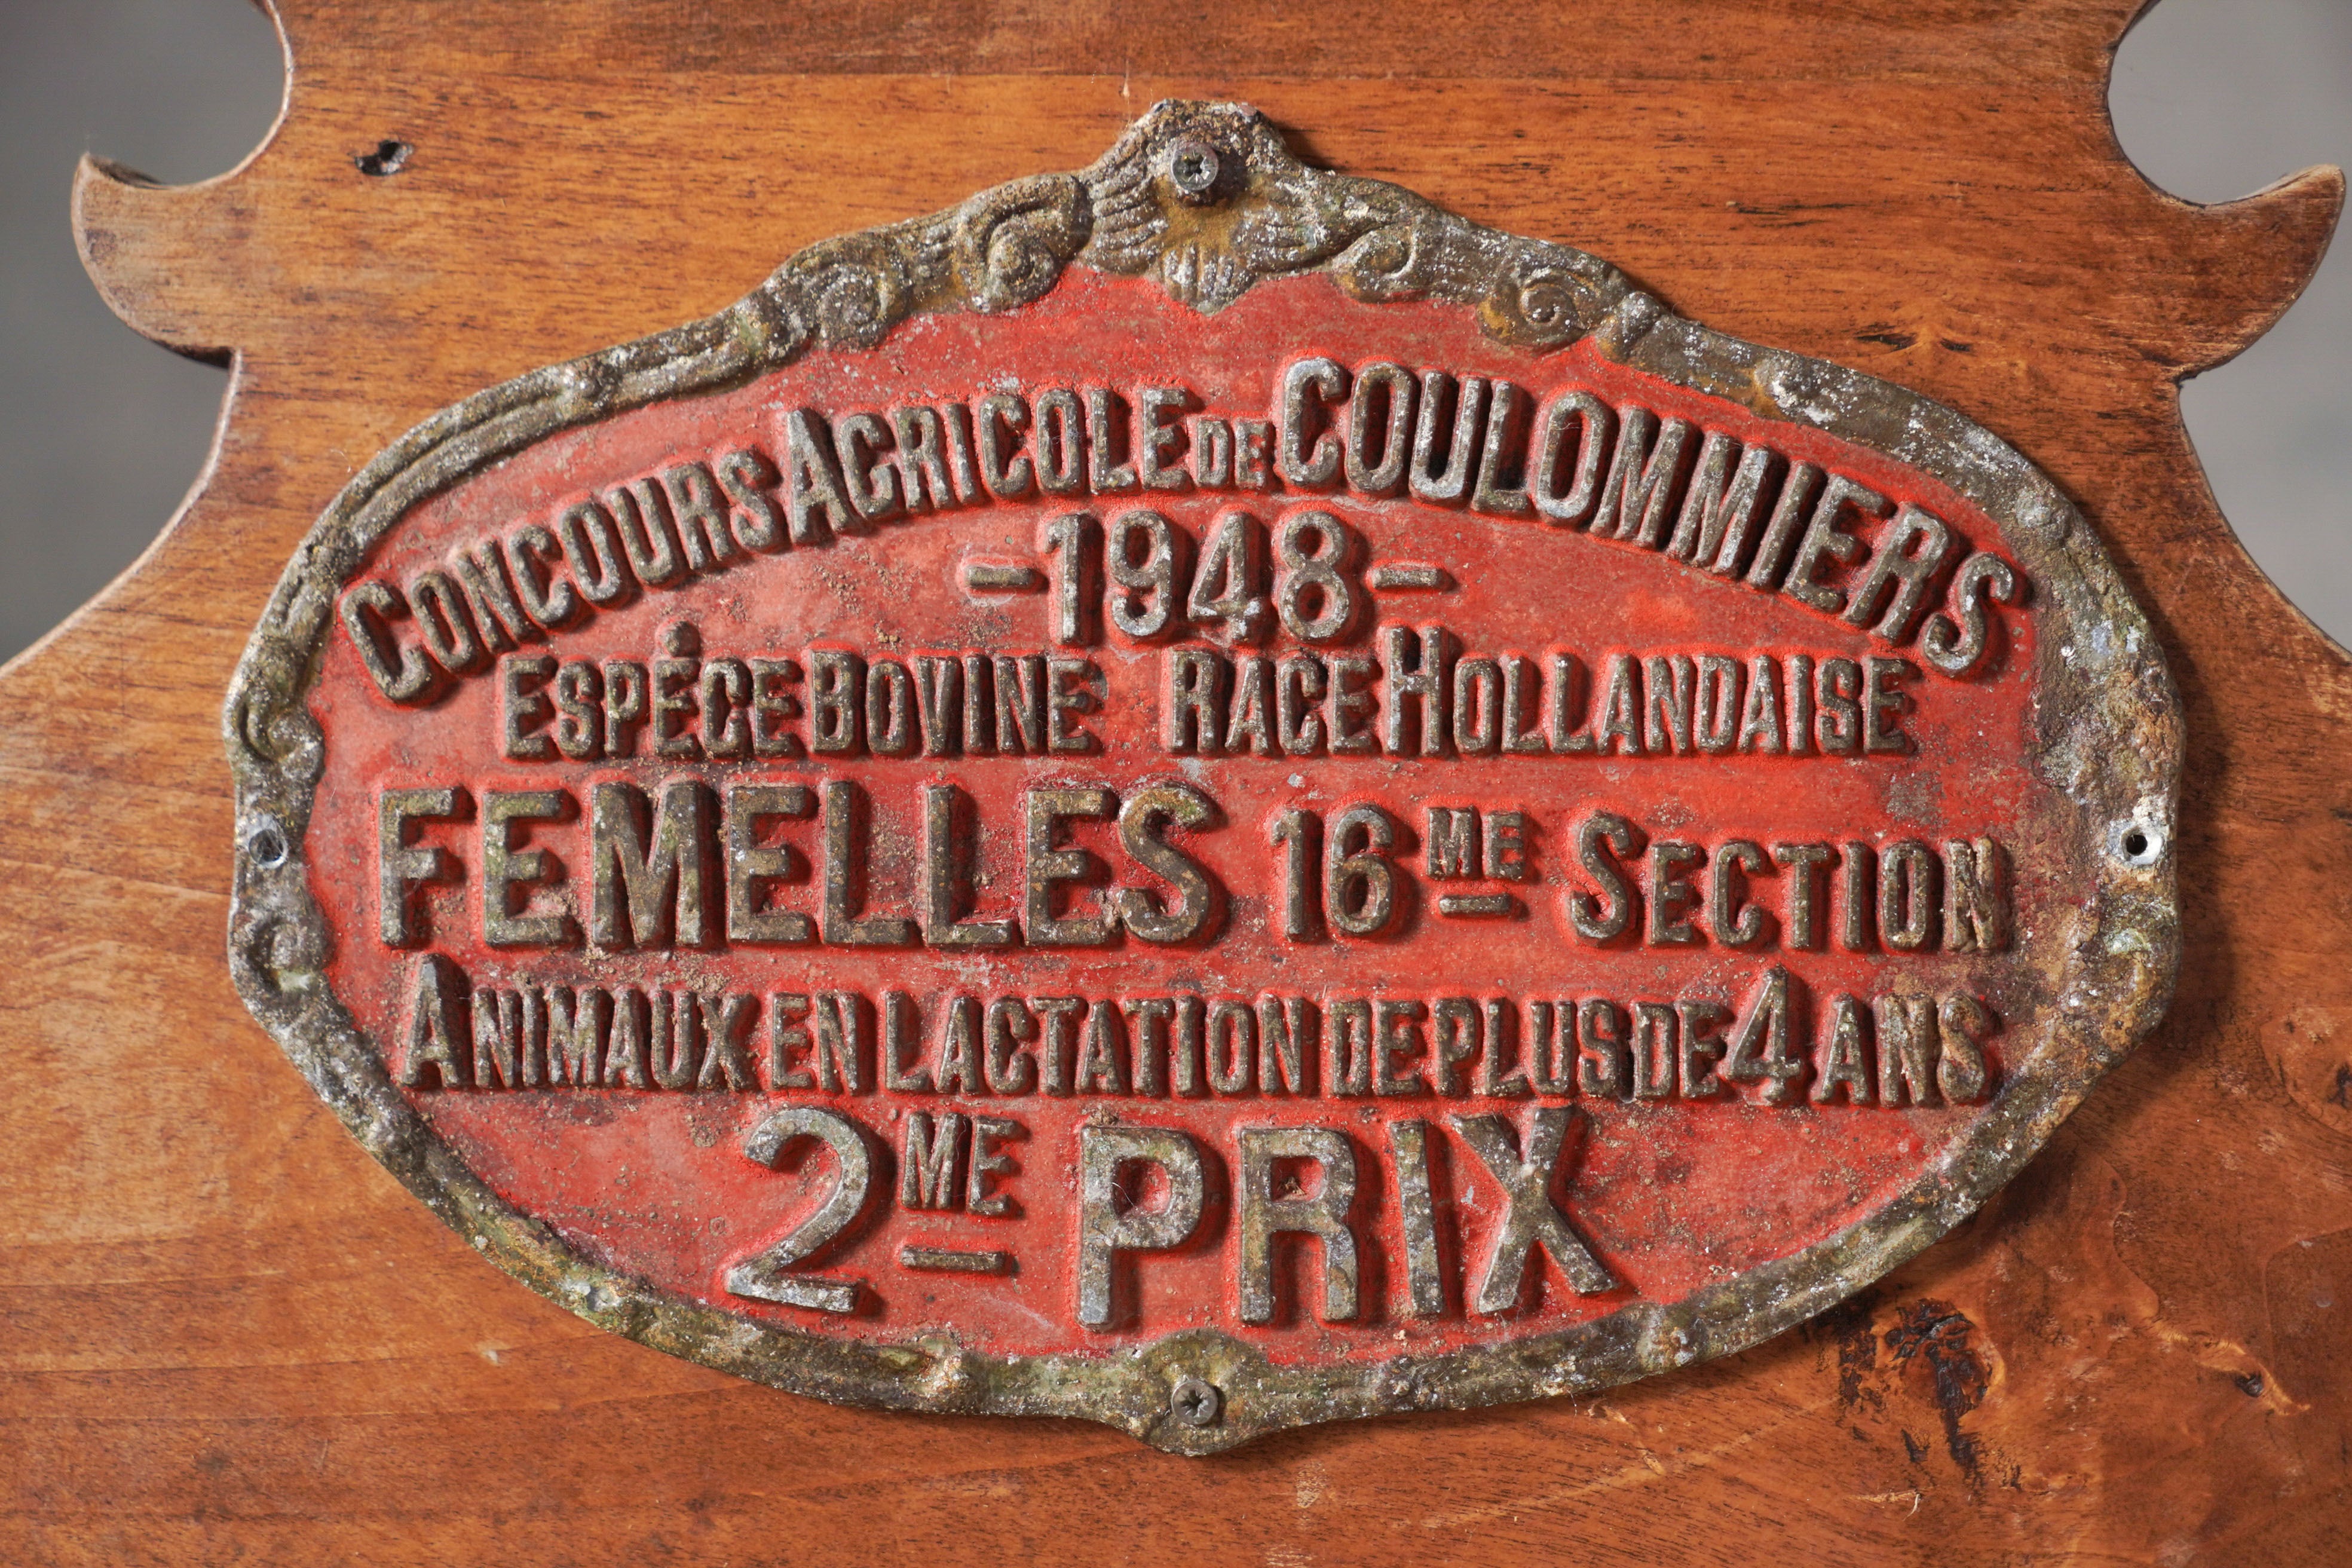 CONCOURS AGRICOLE DE COULOMMIERS
-1948-
ESPÉCE BOVINE RACE HOLLANDAISE
FEMELLES 16ME SECTION
ANIMAUX EN LACTATION DE PLUS DE 4 ANS
2ME PRIX